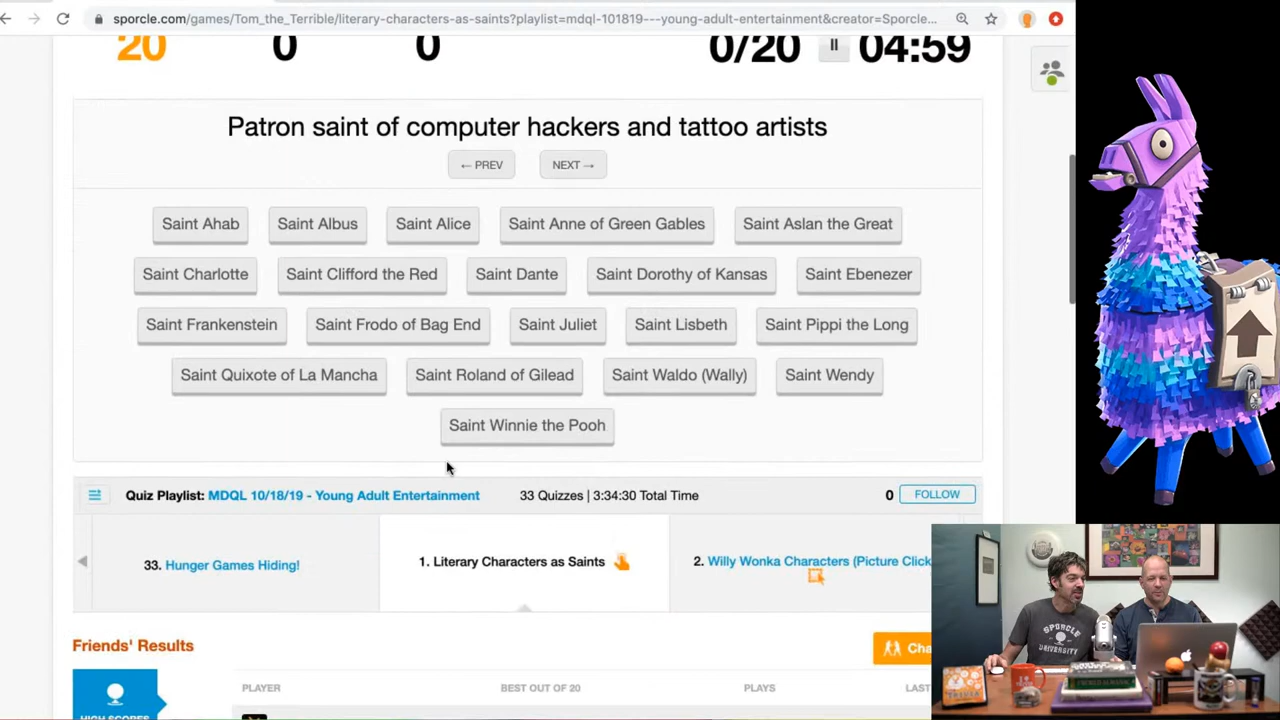 sporcle.com/games/Tom_the_Terrible/literary-characters-as-saints?playlist=mdql-101819---young-adult-entertainment&creator=Sporcle...
20 0 0 0/20 04:59
Patron saint of computer hackers and tattoo artists
← PREV NEXT →
Saint Ahab Saint Albus Saint Alice Saint Anne of Green Gables Saint Aslan the Great
Saint Charlotte Saint Clifford the Red Saint Dante Saint Dorothy of Kansas Saint Ebenezer
Saint Frankenstein Saint Frodo of Bag End Saint Juliet Saint Lisbeth Saint Pippi the Long
Saint Quixote of La Mancha Saint Roland of Gilead Saint Waldo (Wally) Saint Wendy
Saint Winnie the Pooh
Quiz Playlist: MDQL 10/18/19 - Young Adult Entertainment 33 Quizzes | 3:34:30 Total Time 0 FOLLOW
33. Hunger Games Hiding! 1. Literary Characters as Saints 2. Willy Wonka Characters (Picture Click
Friends' Results Cha
PLAYER BEST OUT OF 20 PLAYS LAST
HIGH SCORES
SPORCLE
UNIVERSITY